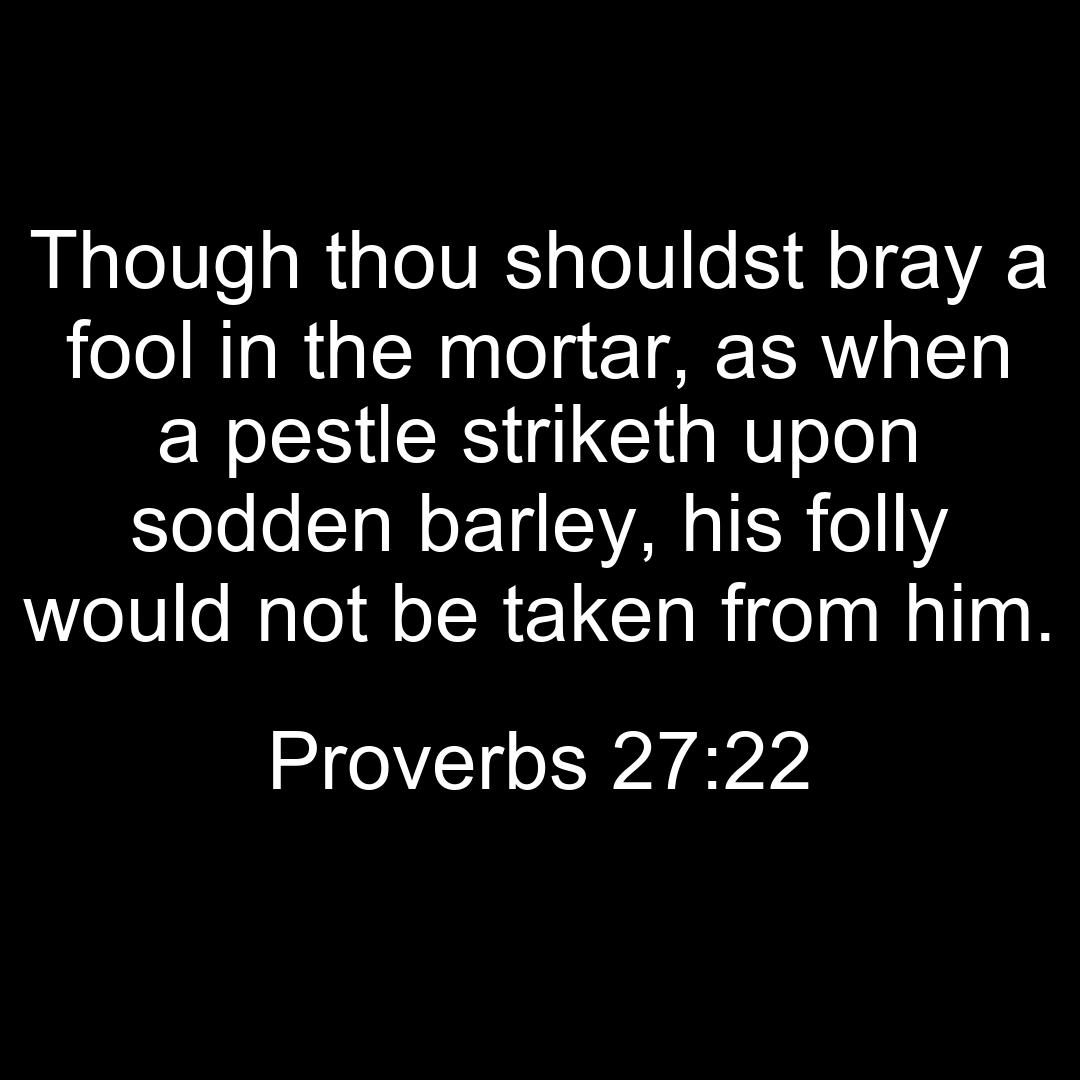 Though thou shouldst bray a
fool in the mortar, as when
a pestle striketh upon
sodden barley, his folly
would not be taken from him.
Proverbs 27:22